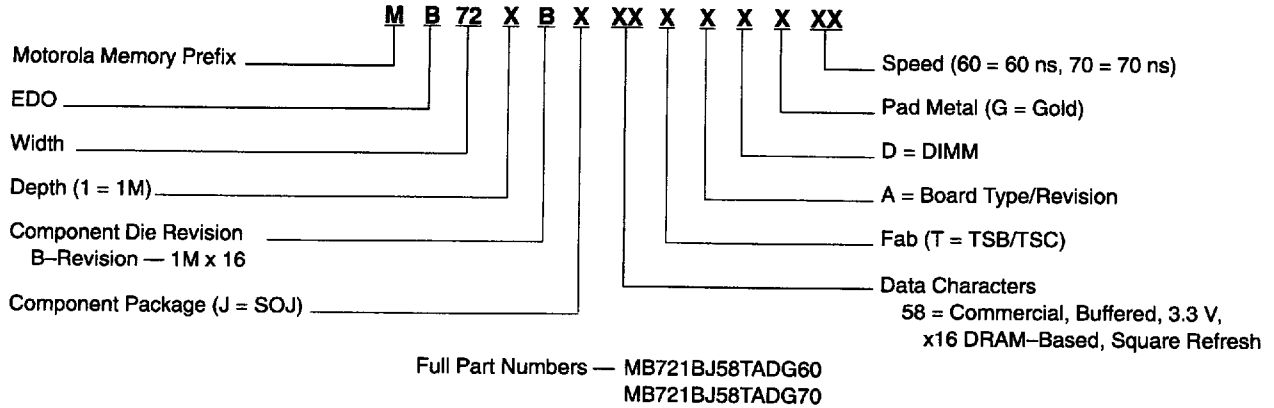 M B 72 X B X XX X X X X XX
Motorola Memory Prefix
EDO
Width
Depth (1 = 1M)
Component Die Revision
B–Revision — 1M x 16
Component Package (J = SOJ)
Speed (60 = 60 ns, 70 = 70 ns)
Pad Metal (G = Gold)
D = DIMM
A = Board Type/Revision
Fab (T = TSB/TSC)
Data Characters
58 = Commercial, Buffered, 3.3 V,
x16 DRAM–Based, Square Refresh
Full Part Numbers — MB721BJ58TADG60
MB721BJ58TADG70